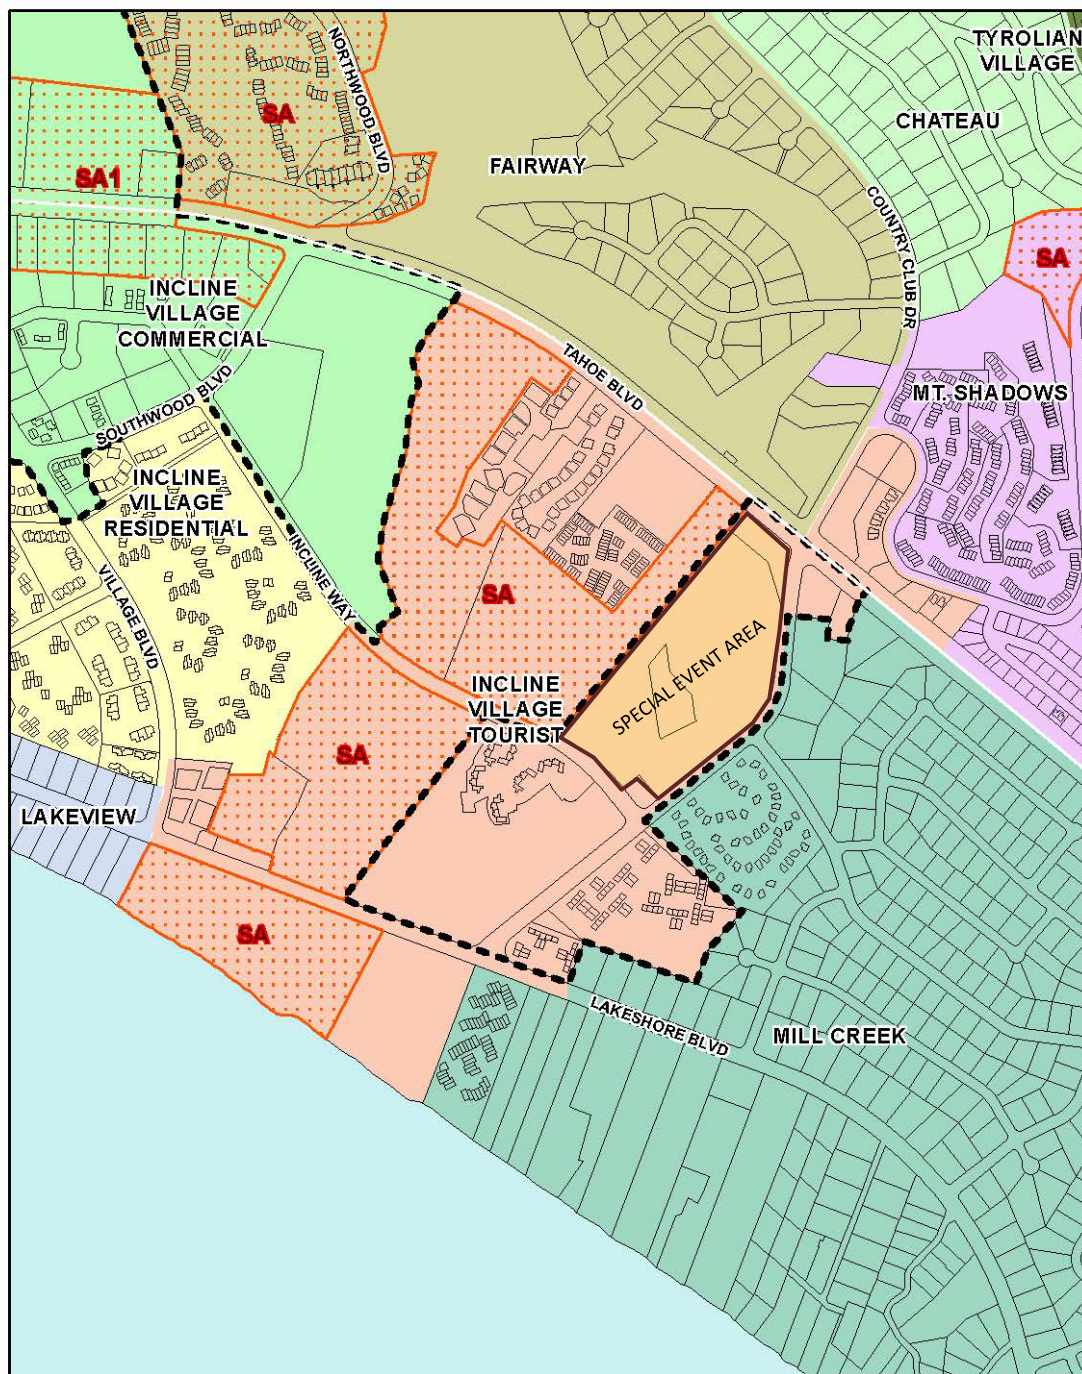 TYROLIAN
VILLAGE
NORTHWOOD BLVD
SA
CHATEAU
FAIRWAY
SA1
COUNTRY CLUB DR
SA
INCLINE
VILLAGE
COMMERCIAL
TAHOE BLVD
MT. SHADOWS
SOUTHWOOD BLVD
INCLINE
VILLAGE
RESIDENTIAL
INCLINE WAY
VILLAGE BLVD
SA
SPECIAL EVENT AREA
INCLINE
VILLAGE
TOURIST
SA
LAKEVIEW
SA
LAKESHORE BLVD
MILL CREEK